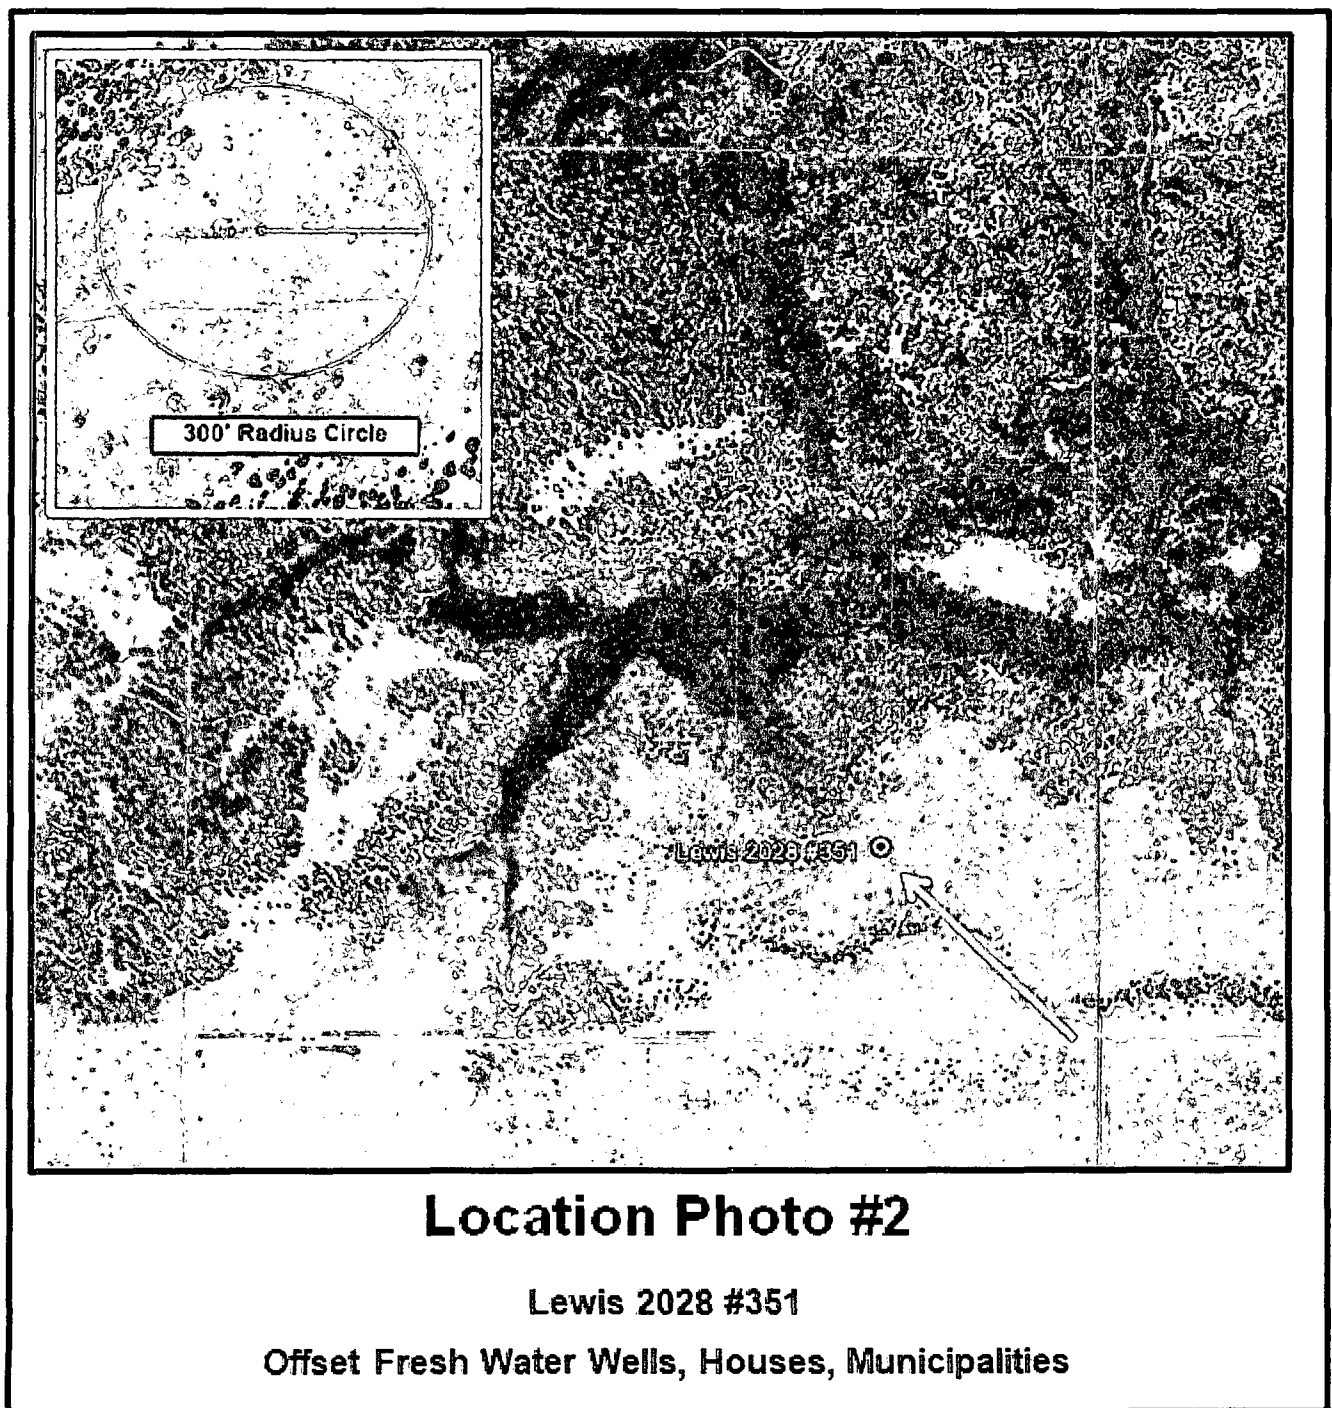 300' Radius Circle
Lewis 2028 #351
Location Photo #2
Lewis 2028 #351
Offset Fresh Water Wells, Houses, Municipalities